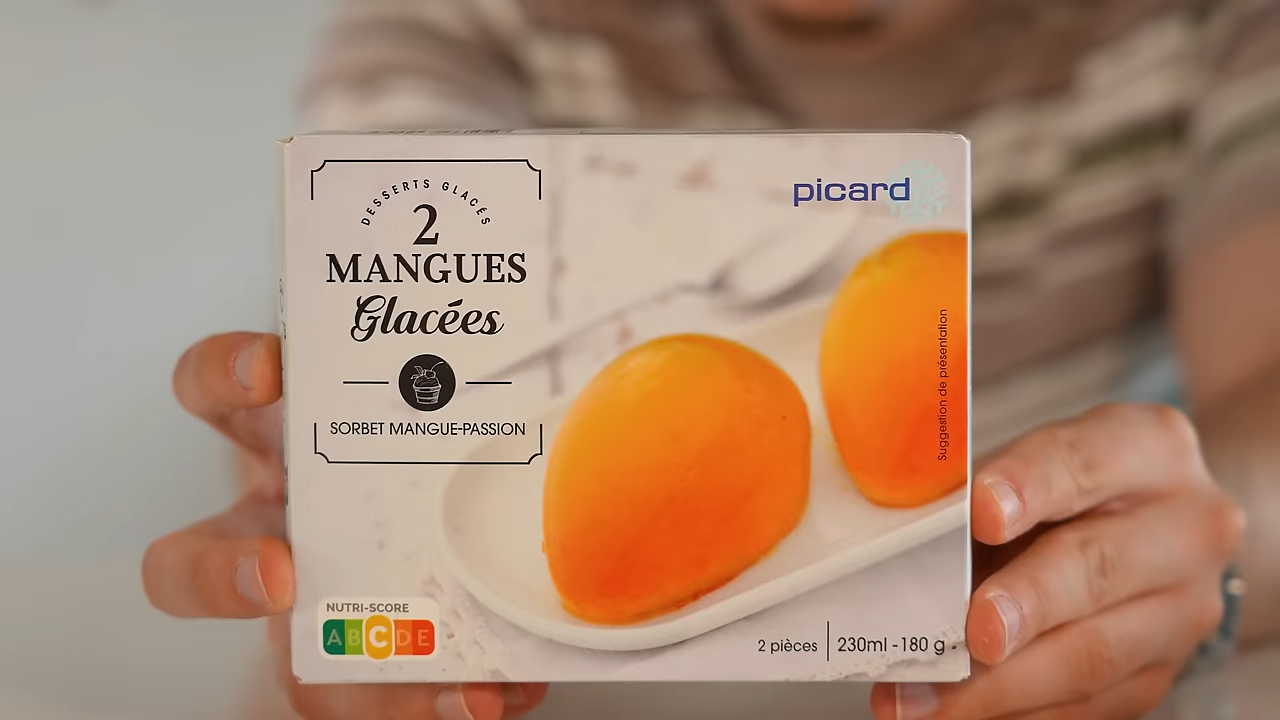 DESSERTS GLACÉS
2
MANGUES
Glacées
SORBET MANGUE-PASSION
picard
Suggestion de présentation
NUTRI-SCORE
A B C D E
2 pièces | 230ml - 180 g